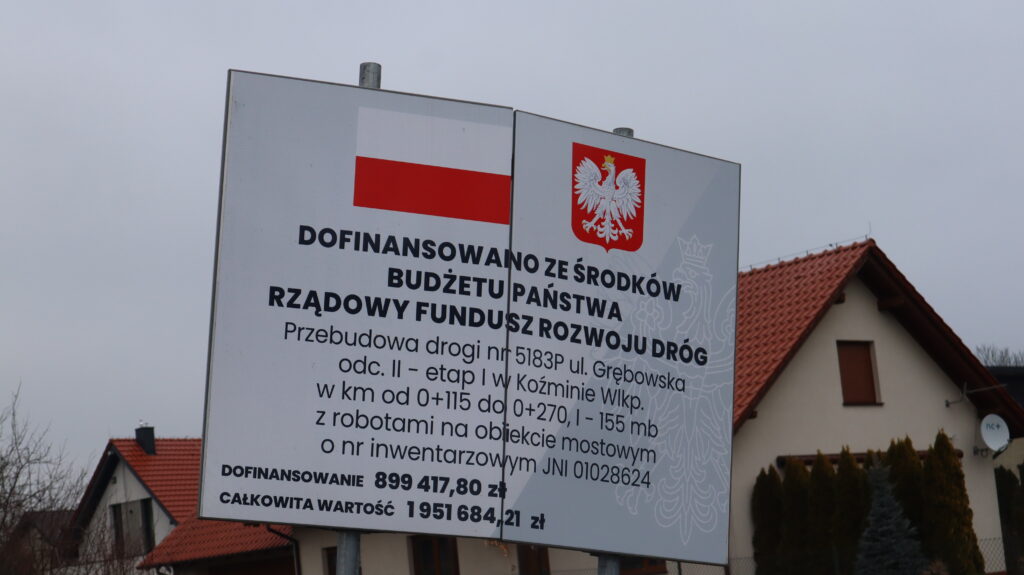 DOFINANSOWANO ZE ŚRODKÓW
BUDŻETU PAŃSTWA
RZĄDOWY FUNDUSZ ROZWOJU DRÓG
Przebudowa drogi nr 5183P ul. Grębowska
odc. II - etap I w Koźminie Wlkp.
w km od 0+115 do 0+270, l - 155 mb
z robotami na obiekcie mostowym
o nr inwentarzowym JNI 01028624
DOFINANSOWANIE 899 417,80 zł
CAŁKOWITA WARTOŚĆ 1 951 684,21 zł
nc+